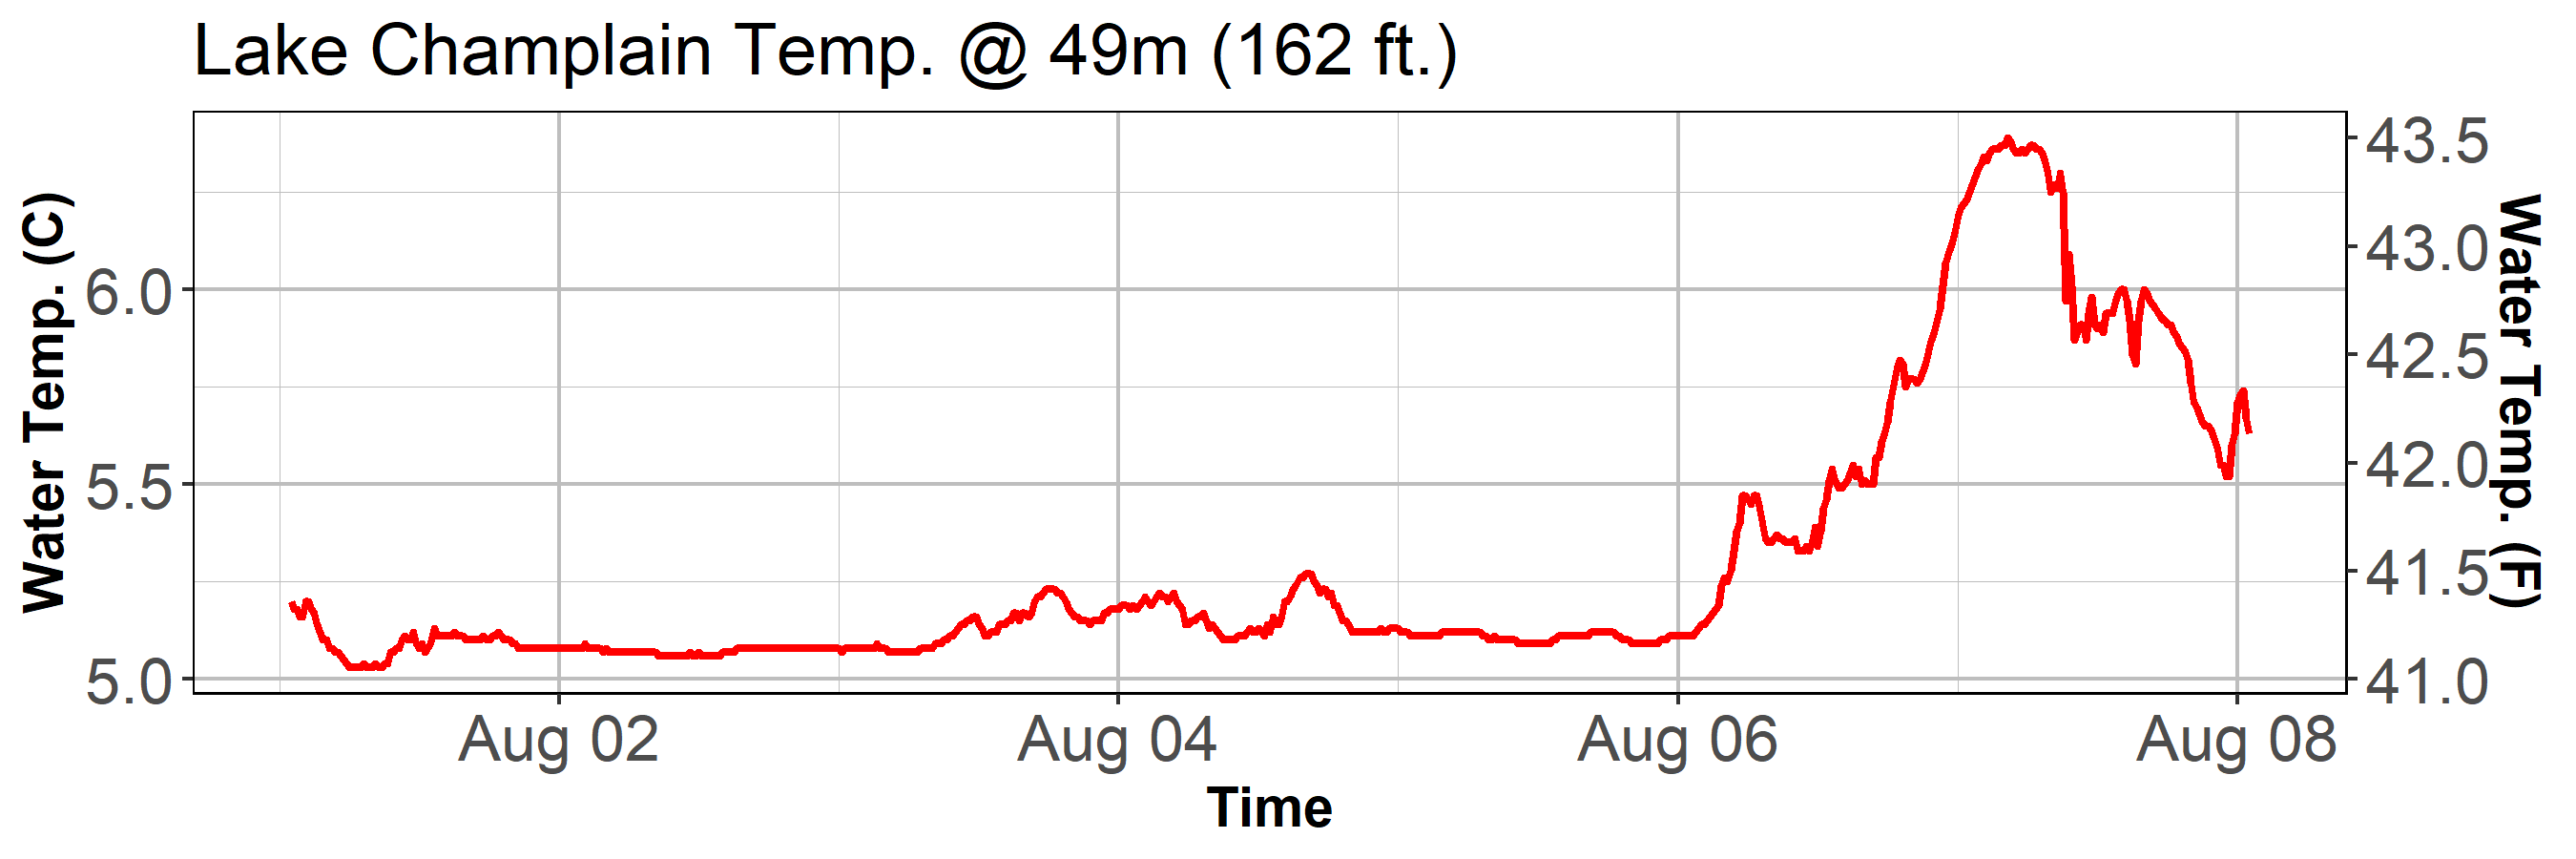 Lake Champlain Temp. @ 49m (162 ft.)
Water Temp. (C)
6.0
5.5
5.0
43.5
43.0
42.5
42.0
41.5
41.0
Water Temp. (F)
Aug 02 Aug 04 Aug 06 Aug 08
Time